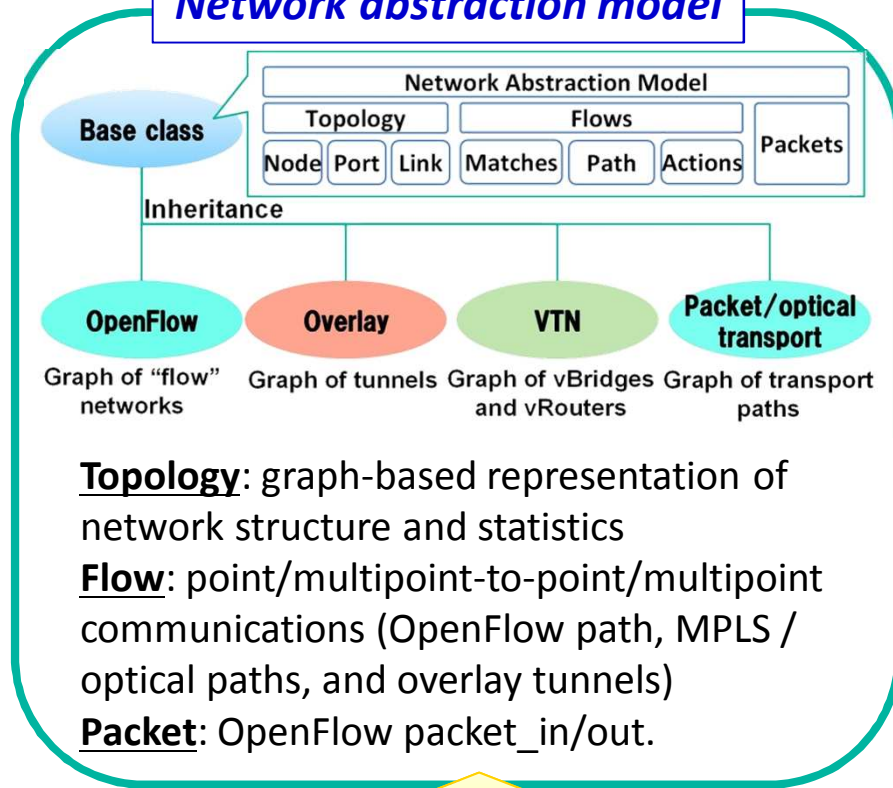 Network abstraction model
Network Abstraction Model
Base class
Topology
Flows
Packets
Node
Port
Link
Matches
Path
Actions
Inheritance
OpenFlow
Overlay
VTN
Packet/optical
transport
Graph of “flow”
networks
Graph of tunnels
Graph of vBridges
and vRouters
Graph of transport
paths
Topology: graph-based representation of
network structure and statistics
Flow: point/multipoint-to-point/multipoint
communications (OpenFlow path, MPLS /
optical paths, and overlay tunnels)
Packet: OpenFlow packet_in/out.